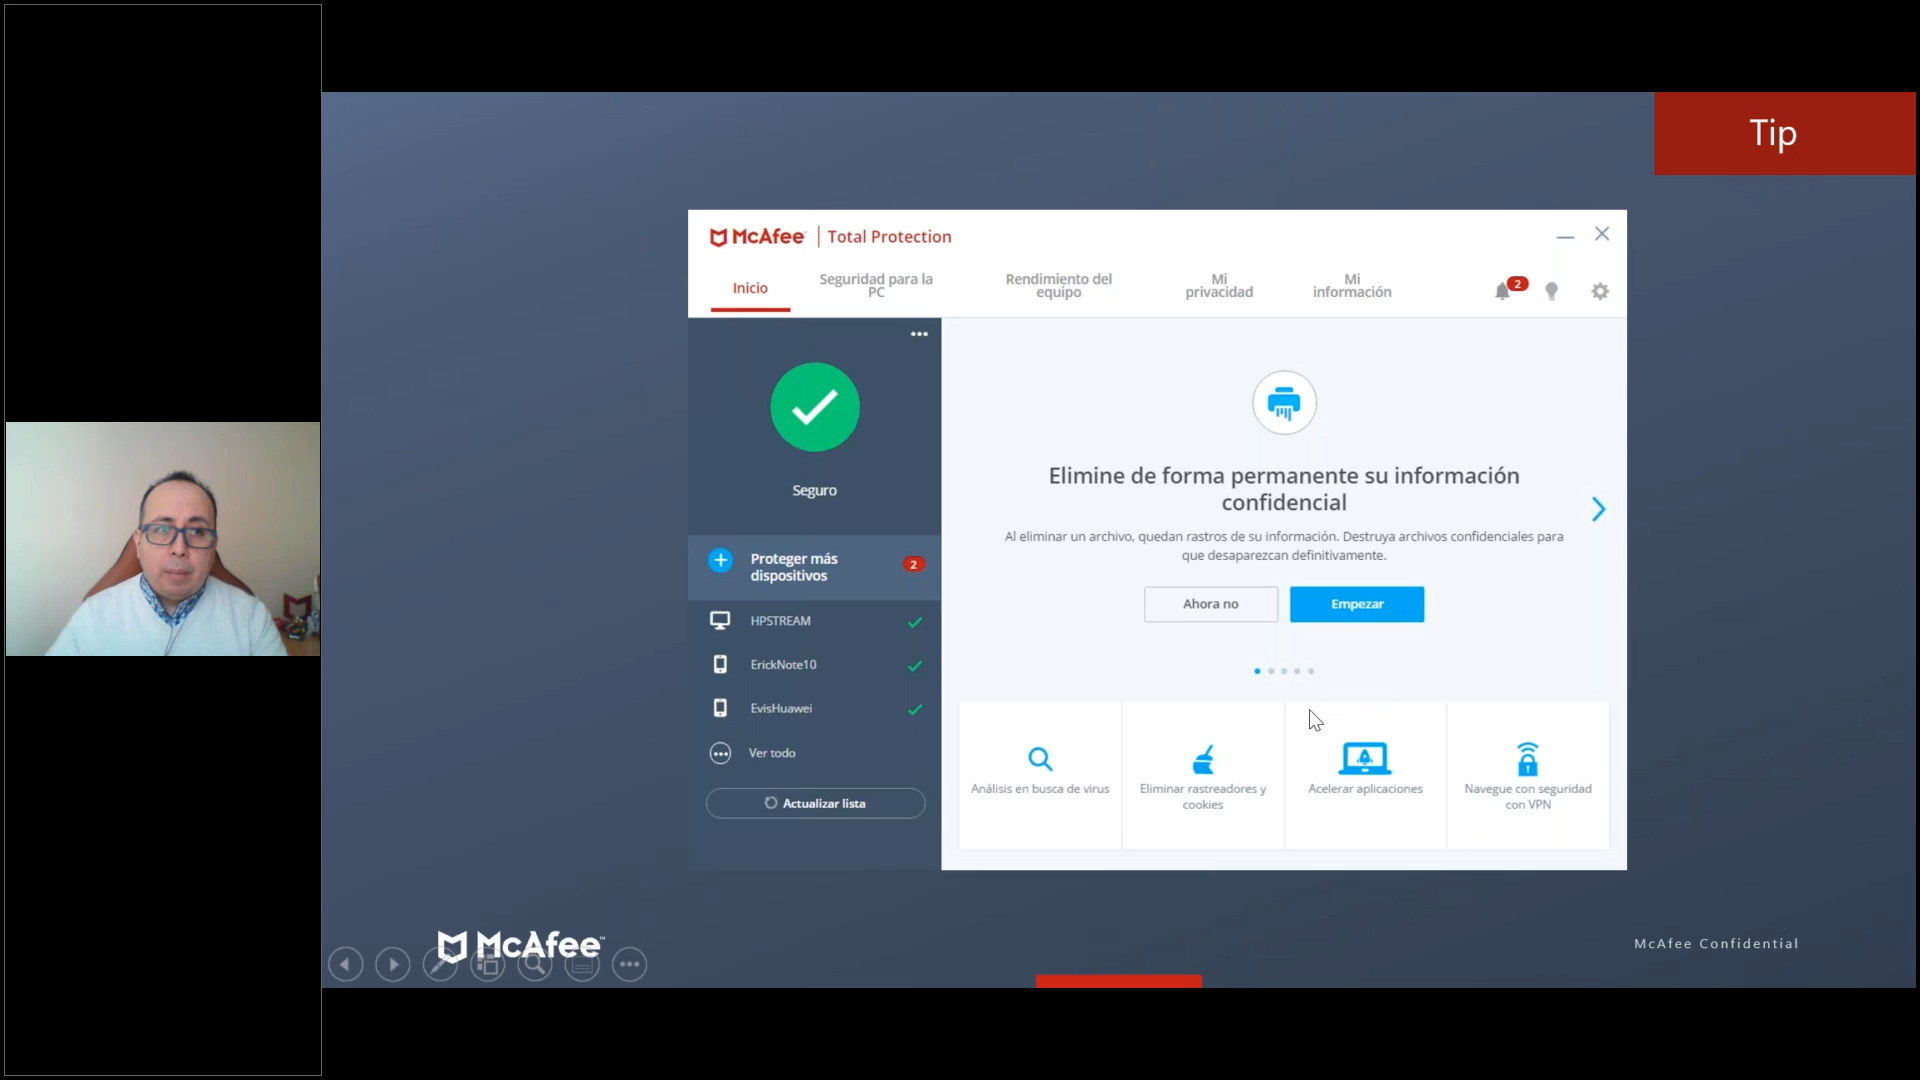 Tip
McAfee | Total Protection
Inicio
Seguridad para la
PC
Rendimiento del
equipo
Mi
privacidad
Mi
información
2
Seguro
Proteger más
dispositivos
2
HPSTREAM
ErickNote10
EvisHuawei
Ver todo
Actualizar lista
Elimine de forma permanente su información
confidencial
Al eliminar un archivo, quedan rastros de su información. Destruya archivos confidenciales para
que desaparezcan definitivamente.
Ahora no
Empezar
Análisis en busca de virus
Eliminar rastreadores y
cookies
Acelerar aplicaciones
Navegue con seguridad
con VPN
McAfee™
McAfee Confidential